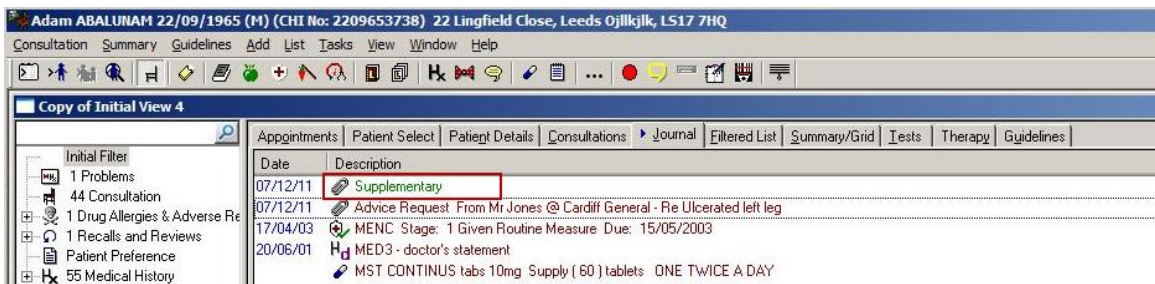 Adam ABALUNAM 22/09/1965 (M) (CHI No: 2209653738) 22 Lingfield Close, Leeds Ojllkjlk, LS17 7HQ
Consultation Summary Guidelines Add List Tasks View Window Help
Copy of Initial View 4
Appointments Patient Select Patient Details Consultations Journal Filtered List Summary/Grid Tests Therapy Guidelines
Initial Filter
1 Problems
44 Consultation
1 Drug Allergies & Adverse Re
1 Recalls and Reviews
Patient Preference
55 Medical History
Date Description
07/12/11 Supplementary
07/12/11 Advice Request From Mr Jones @ Cardiff General - Re Ulcerated left leg
17/04/03 MENC Stage: 1 Given Routine Measure Due: 15/05/2003
20/06/01 Hd MED3 - doctor's statement
MST CONTINUS tabs 10mg Supply ( 60 ) tablets ONE TWICE A DAY